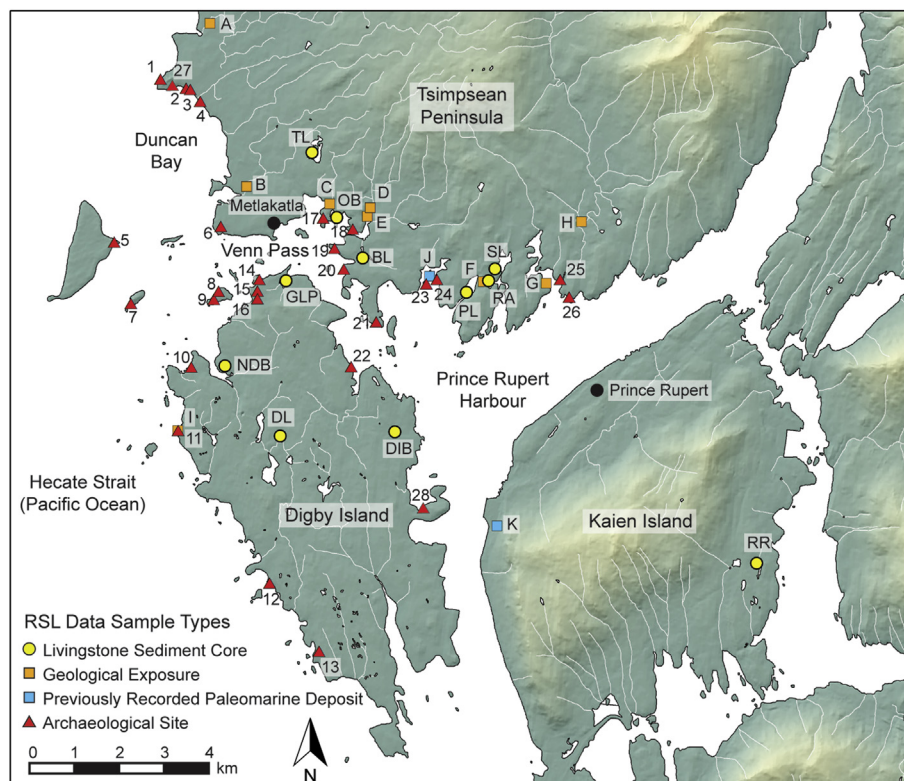 A
1
27
2
3
4
Tsimpsean
Peninsula
Duncan
Bay
TL
B
C
OB
D
E
Metlakatla
17
18
H
6
5
Venn Pass
19
BL
20
J
F
SL
25
14
8
15
9
16
GLP
23
24
PL
RA
G
26
7
21
10
NDB
22
Prince Rupert
Harbour
Prince Rupert
I
11
DL
DIB
Hecate Strait
(Pacific Ocean)
28
Digby Island
K
Kaien Island
RR
12
13
RSL Data Sample Types
Livingstone Sediment Core
Geological Exposure
Previously Recorded Paleomarine Deposit
Archaeological Site
0 1 2 3 4
km
N